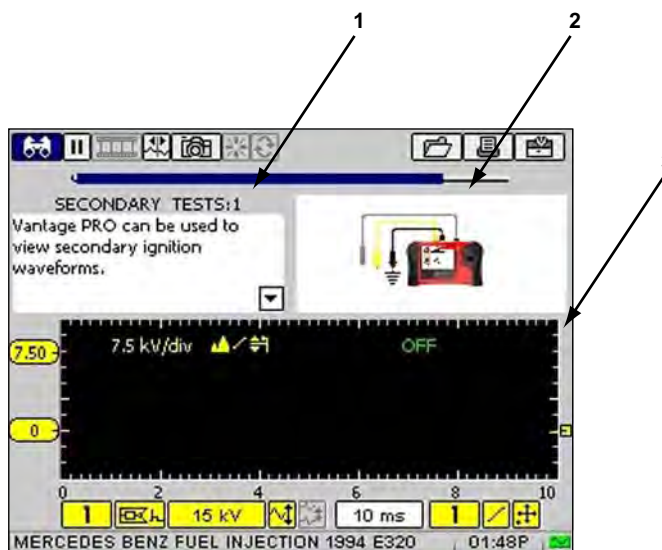 1
2
SECONDARY TESTS:1
Vantage PRO can be used to
view secondary ignition
waveforms.
7.50
7.5 kV/div
OFF
0
0 2 4 6 8 10
1 15 kV 10 ms 1
MERCEDES BENZ FUEL INJECTION 1994 E320 01:48P